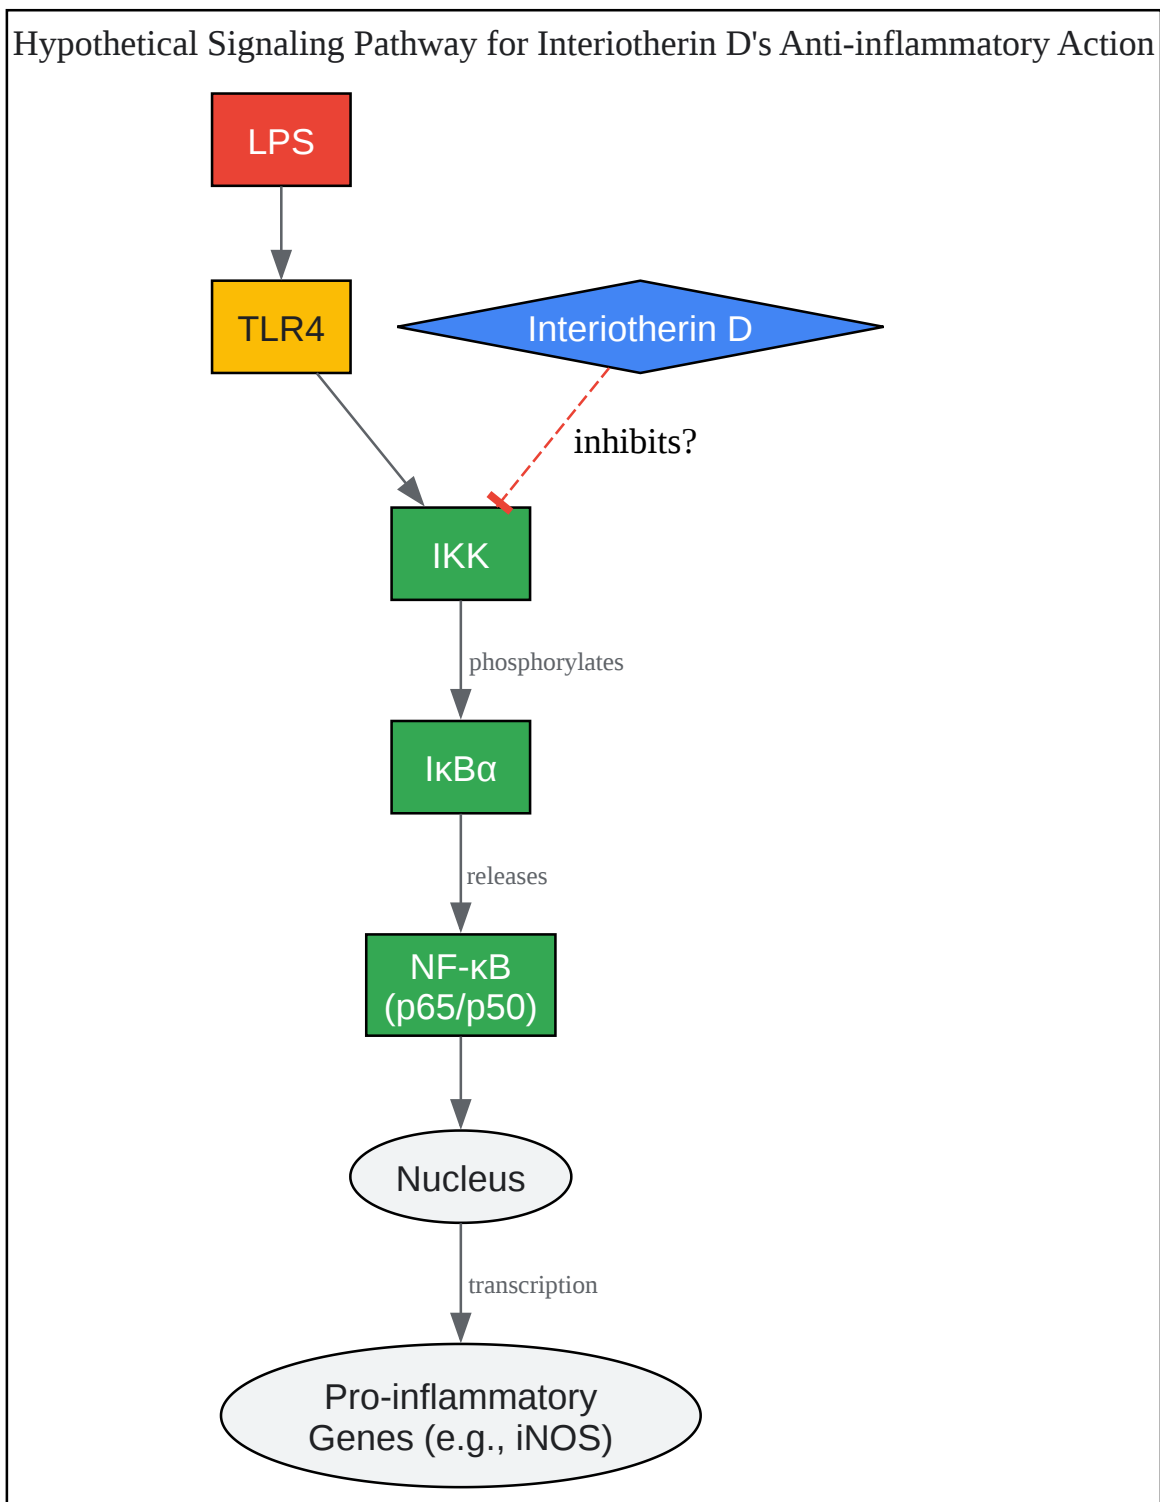 Hypothetical Signaling Pathway for Interiotherin D's Anti-inflammatory Action
LPS
TLR4
Interiotherin D
inhibits?
IKK
phosphorylates
IκBα
releases
NF-κB
(p65/p50)
Nucleus
transcription
Pro-inflammatory
Genes (e.g., iNOS)